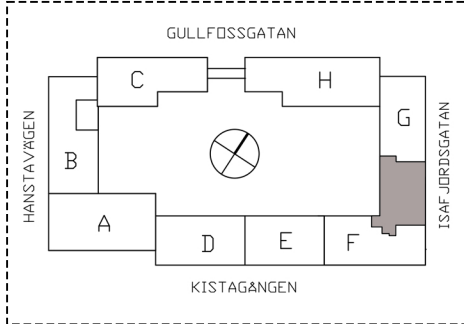 GULLFOSSGATAN
C
H
G
B
HANSTAVÄGEN
ISAFJORDSGATAN
A
D
E
F
KISTAGÅNGEN